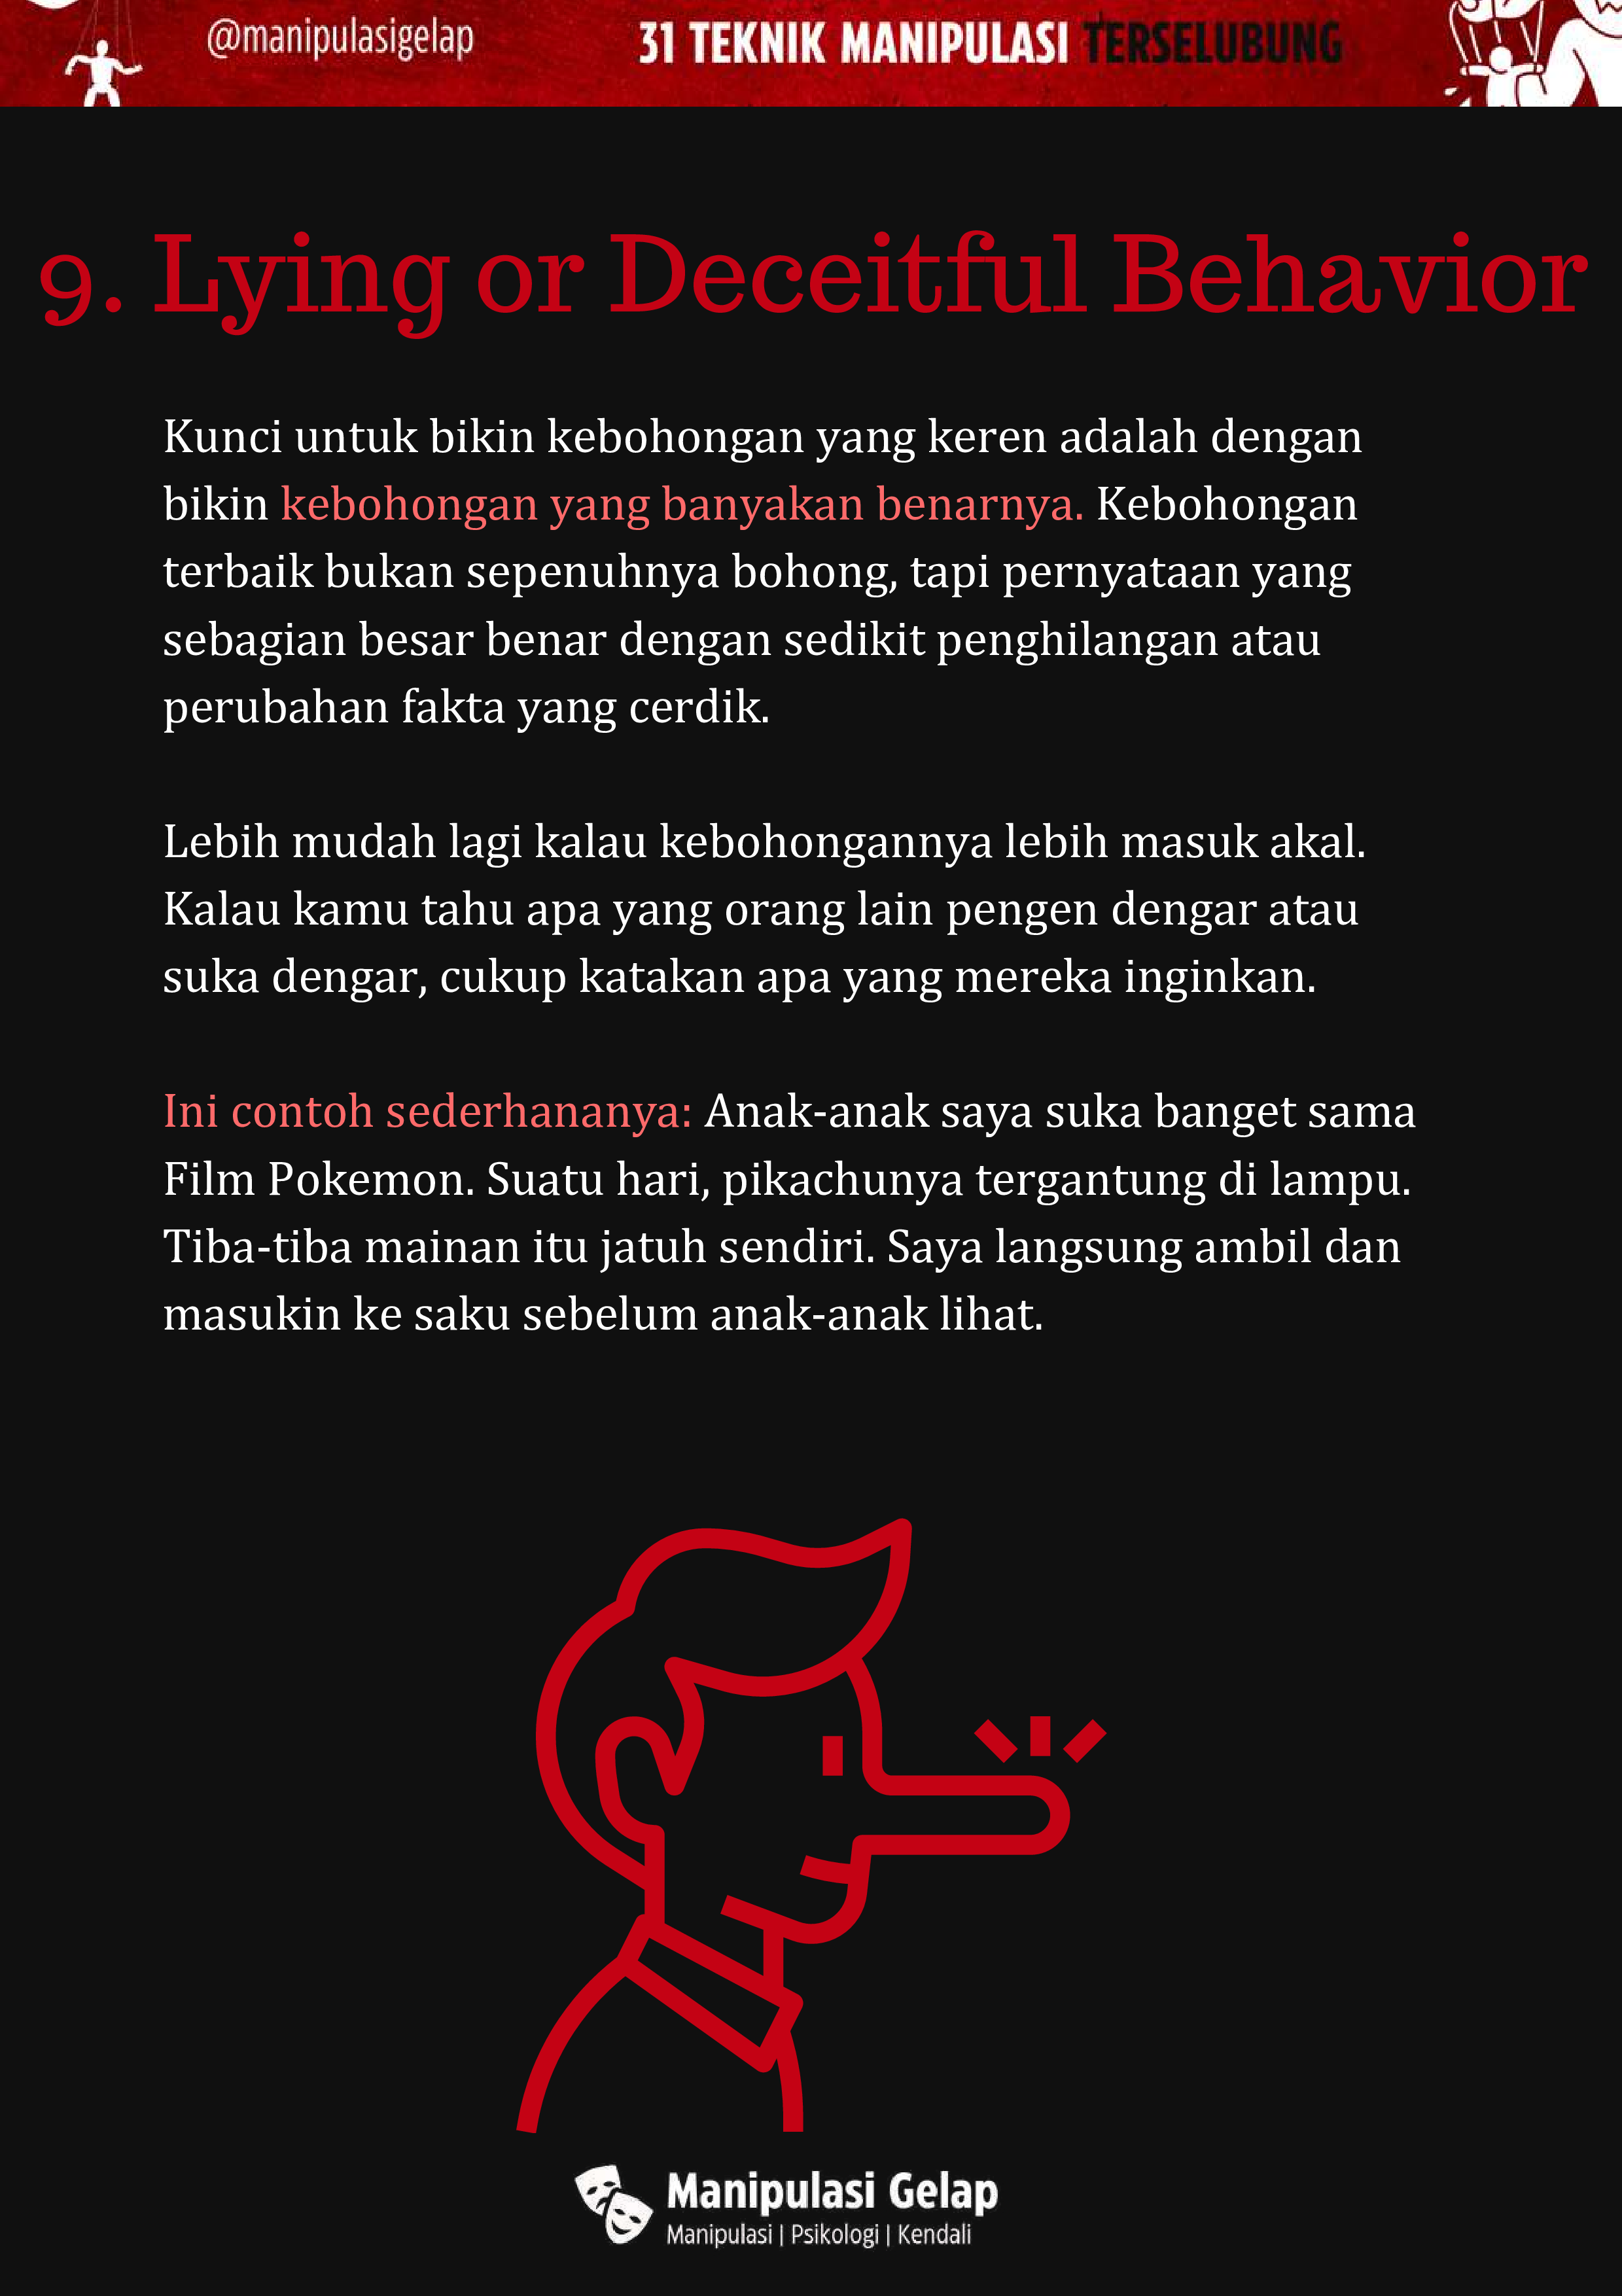 @manipulasigelap
31 TEKNIK MANIPULASI TERSELUBUNG
9. Lying or Deceitful Behavior
Kunci untuk bikin kebohongan yang keren adalah dengan
bikin kebohongan yang banyakan benarnya. Kebohongan
terbaik bukan sepenuhnya bohong, tapi pernyataan yang
sebagian besar benar dengan sedikit penghilangan atau
perubahan fakta yang cerdik.
Lebih mudah lagi kalau kebohongannya lebih masuk akal.
Kalau kamu tahu apa yang orang lain pengen dengar atau
suka dengar, cukup katakan apa yang mereka inginkan.
Ini contoh sederhananya: Anak-anak saya suka banget sama
Film Pokemon. Suatu hari, pikachunya tergantung di lampu.
Tiba-tiba mainan itu jatuh sendiri. Saya langsung ambil dan
masukin ke saku sebelum anak-anak lihat.
Manipulasi Gelap
Manipulasi | Psikologi | Kendali